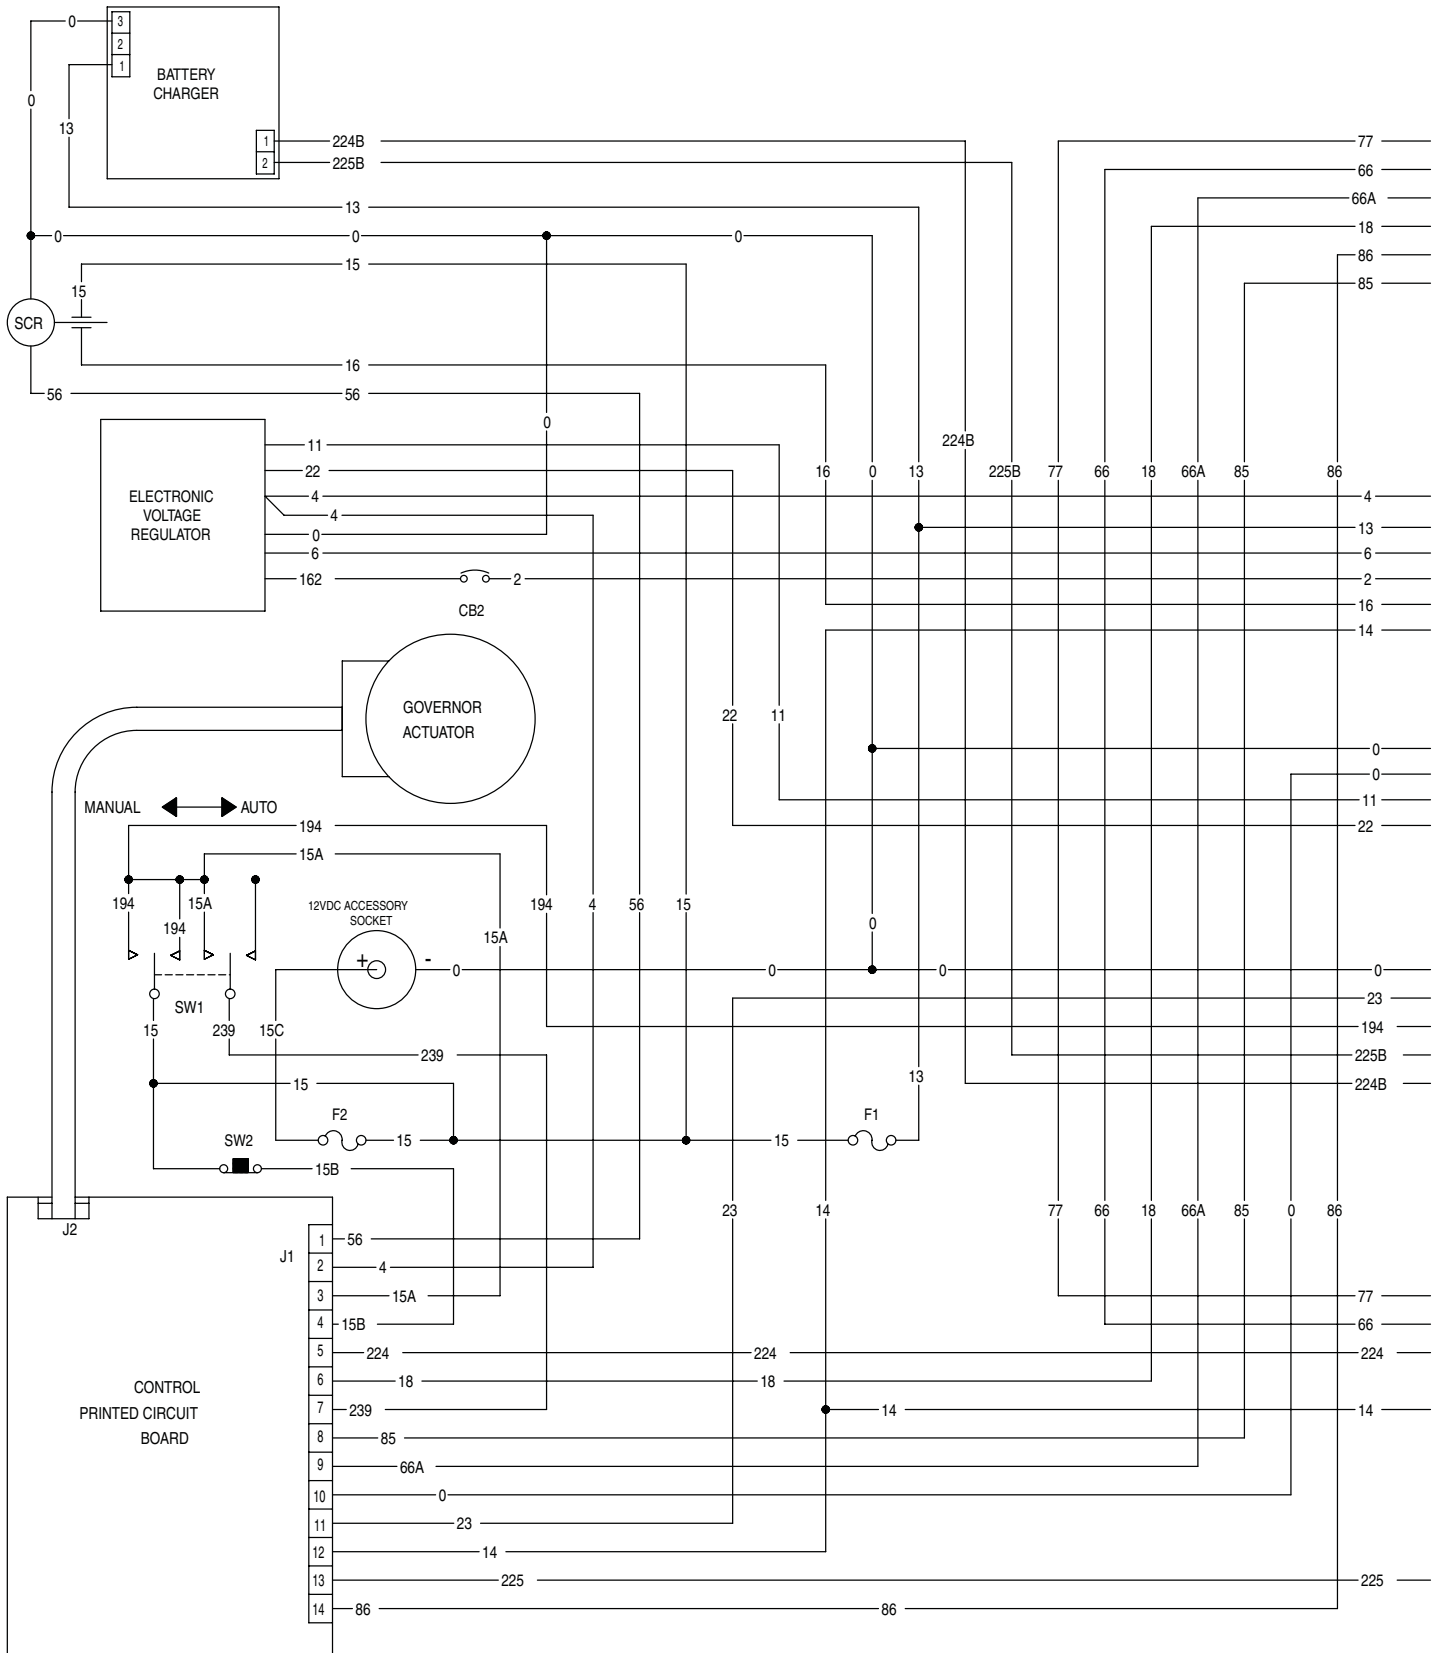 0
3
2
1
BATTERY
CHARGER
0
13
1
224B
77
2
225B
66
66A
13
18
0
0
0
86
15
85
15
SCR
16
56
56
0
11
224B
22
16
0
13
225B
77
66
18
66A
85
86
ELECTRONIC
VOLTAGE
REGULATOR
4
4
4
13
0
6
6
162
2
2
CB2
16
14
GOVERNOR
ACTUATOR
22
11
0
0
MANUAL
AUTO
11
194
22
15A
194
194
15A
12VDC ACCESSORY
SOCKET
194
4
56
15
0
15A
+
-
0
0
0
0
SW1
23
15
239
15C
194
239
225B
13
15
224B
F2
F1
SW2
15
15
15B
J2
23
14
77
66
18
66A
85
0
86
J1
1
56
2
4
3
15A
77
4
15B
66
5
224
224
224
6
18
18
CONTROL
PRINTED CIRCUIT
BOARD
7
239
14
14
8
85
9
66A
10
0
11
23
12
14
13
225
225
14
86
86